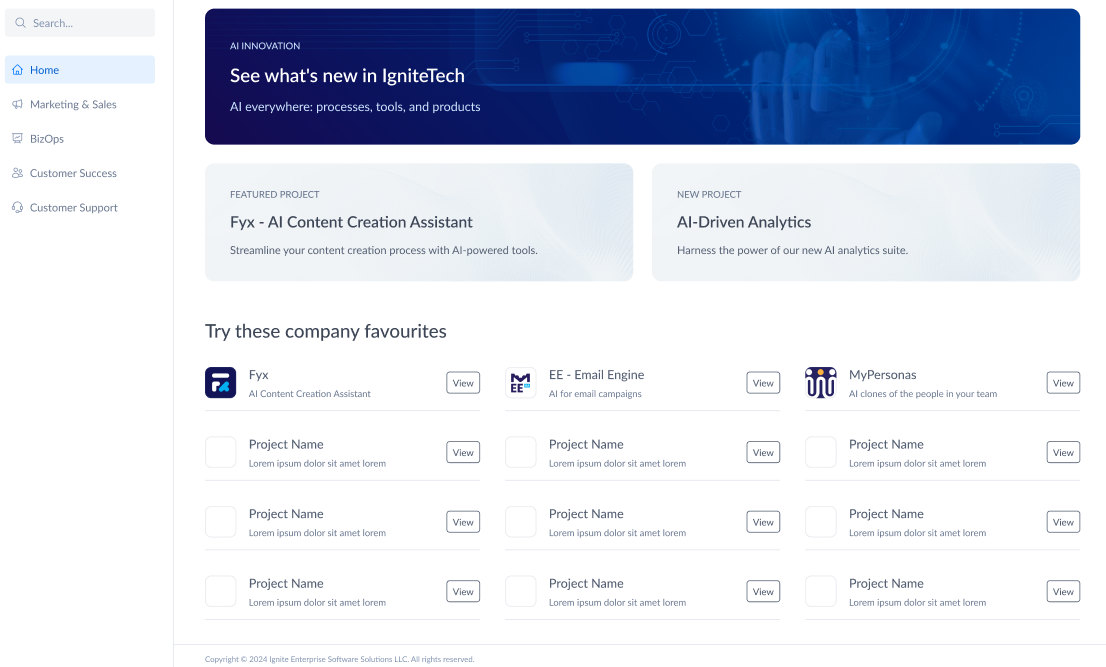 Search...
Home
Marketing & Sales
BizOps
Customer Success
Customer Support
AI INNOVATION
See what's new in IgniteTech
AI everywhere: processes, tools, and products
FEATURED PROJECT
Fyx - AI Content Creation Assistant
Streamline your content creation process with AI-powered tools.
NEW PROJECT
AI-Driven Analytics
Harness the power of our new AI analytics suite.
Try these company favourites
Fyx
AI Content Creation Assistant
View
EE
EE - Email Engine
AI for email campaigns
View
MyPersonas
AI clones of the people in your team
View
Project Name
Lorem ipsum dolor sit amet lorem
View
Project Name
Lorem ipsum dolor sit amet lorem
View
Project Name
Lorem ipsum dolor sit amet lorem
View
Project Name
Lorem ipsum dolor sit amet lorem
View
Project Name
Lorem ipsum dolor sit amet lorem
View
Project Name
Lorem ipsum dolor sit amet lorem
View
Project Name
Lorem ipsum dolor sit amet lorem
View
Project Name
Lorem ipsum dolor sit amet lorem
View
Project Name
Lorem ipsum dolor sit amet lorem
View
Copyright © 2024 Ignite Enterprise Software Solutions LLC. All rights reserved.